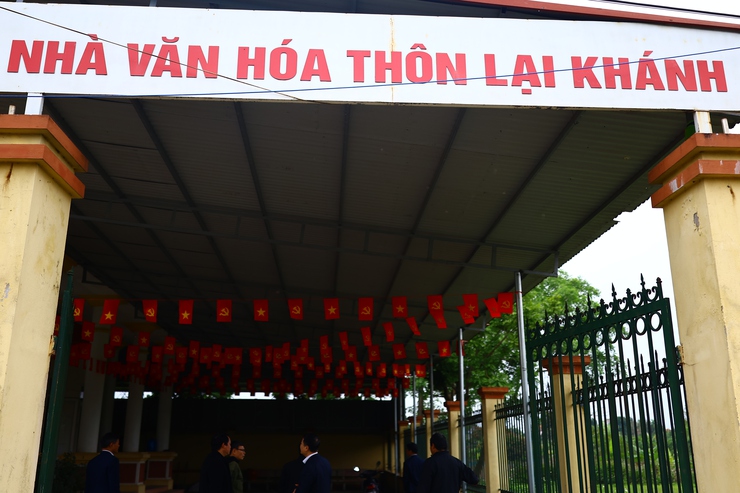 NHÀ VĂN HÓA THÔN LẠI KHÁNH